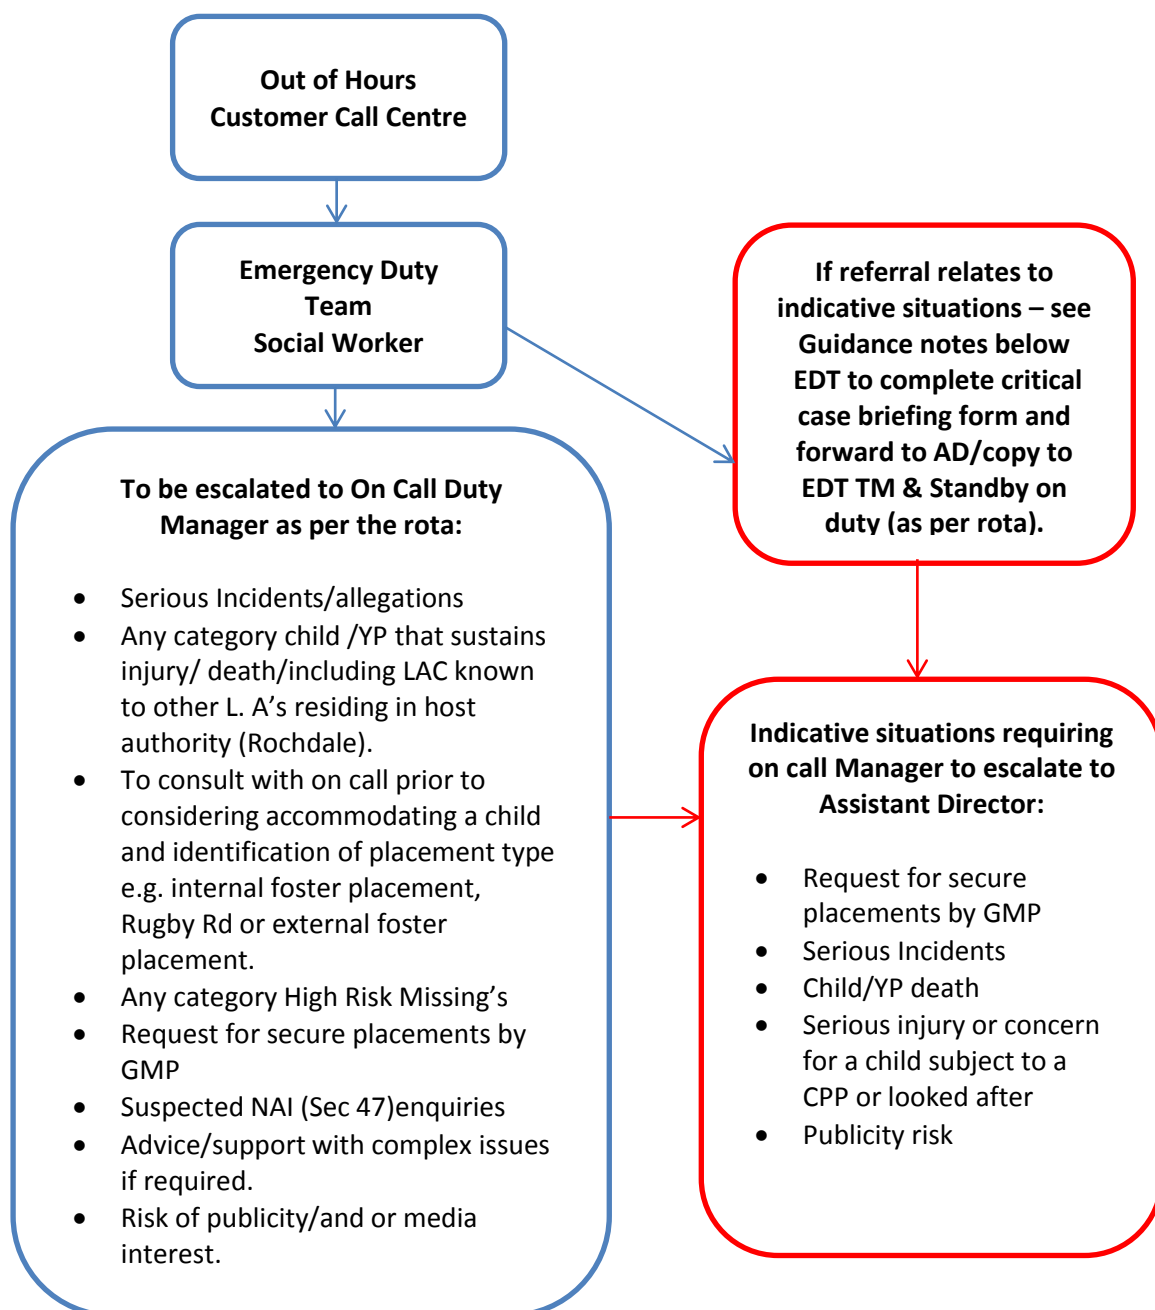 Out of Hours
Customer Call Centre
Emergency Duty
Team
Social Worker
If referral relates to
indicative situations – see
Guidance notes below
EDT to complete critical
case briefing form and
forward to AD/copy to
EDT TM & Standby on
duty (as per rota).
To be escalated to On Call Duty
Manager as per the rota:
• Serious Incidents/allegations
• Any category child /YP that sustains
injury/ death/including LAC known
to other L. A’s residing in host
authority (Rochdale).
• To consult with on call prior to
considering accommodating a child
and identification of placement type
e.g. internal foster placement,
Rugby Rd or external foster
placement.
• Any category High Risk Missing’s
• Request for secure placements by
GMP
• Suspected NAI (Sec 47)enquiries
• Advice/support with complex issues
if required.
• Risk of publicity/and or media
interest.
Indicative situations requiring
on call Manager to escalate to
Assistant Director:
• Request for secure
placements by GMP
• Serious Incidents
• Child/YP death
• Serious injury or concern
for a child subject to a
CPP or looked after
• Publicity risk